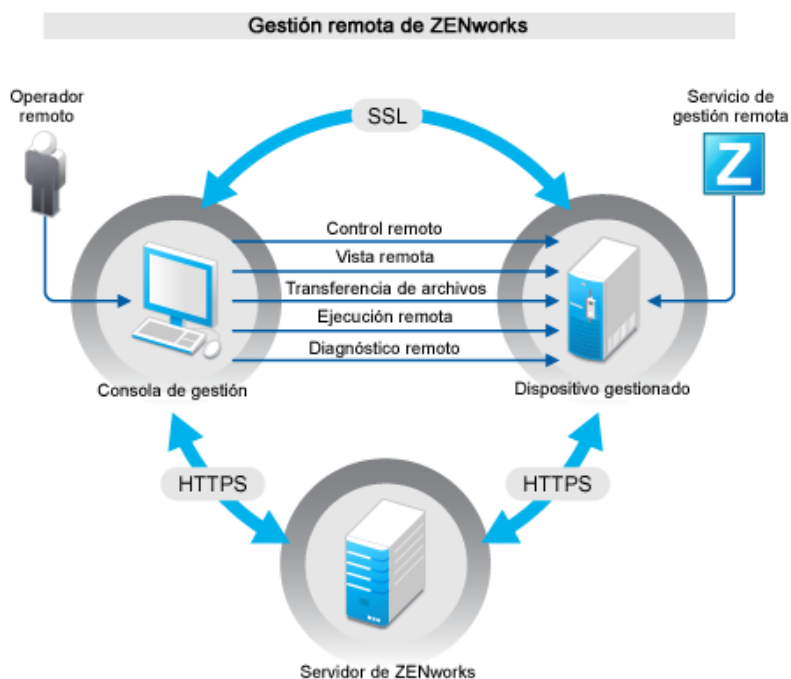 Gestión remota de ZENworks
Operador
remoto
SSL
Servicio de
gestión remota
Z
Control remoto
Vista remota
Transferencia de archivos
Ejecución remota
Diagnóstico remoto
Consola de gestión
Dispositivo gestionado
HTTPS
HTTPS
Servidor de ZENworks